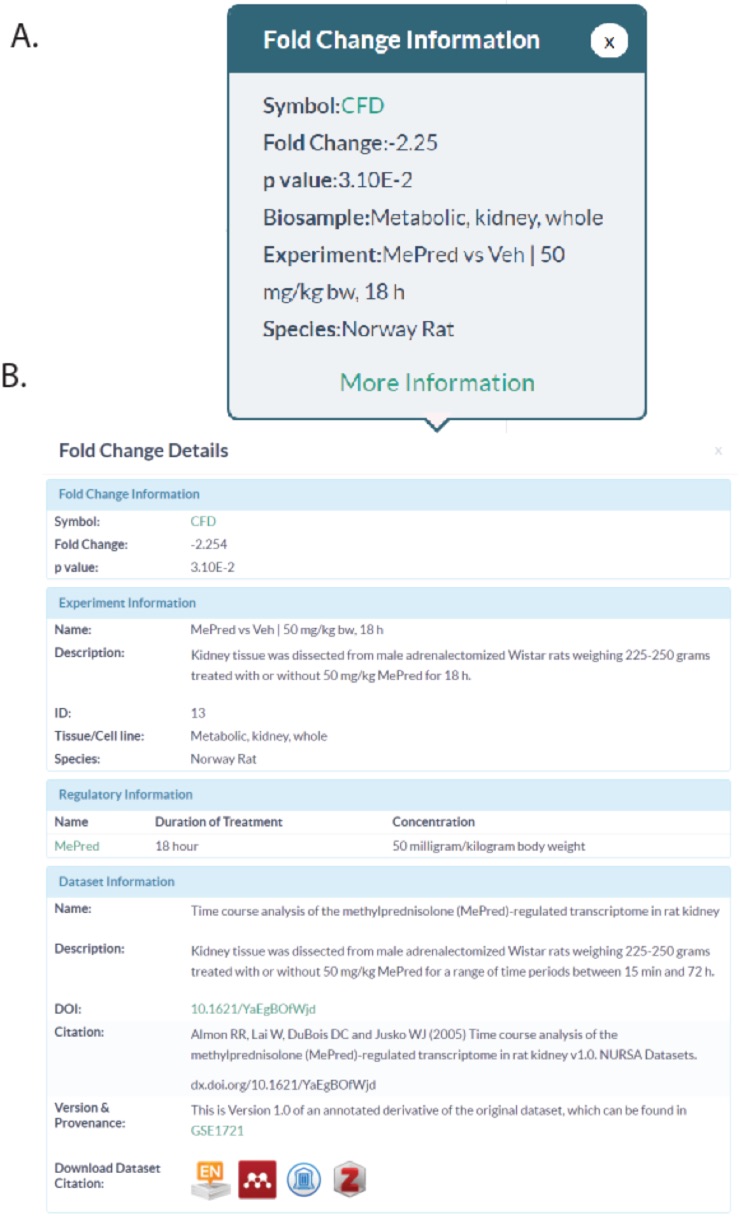 A.
Fold Change Information
x
Symbol:CFD
Fold Change:-2.25
p value:3.10E-2
Biosample:Metabolic, kidney, whole
Experiment:MePred vs Veh | 50
mg/kg bw, 18 h
Species:Norway Rat
More Information
B.
Fold Change Details
x
Fold Change Information
Symbol: CFD
Fold Change: -2.254
p value: 3.10E-2
Experiment Information
Name: MePred vs Veh | 50 mg/kg bw, 18 h
Description: Kidney tissue was dissected from male adrenalectomized Wistar rats weighing 225-250 grams
treated with or without 50 mg/kg MePred for 18 h.
ID: 13
Tissue/Cell line: Metabolic, kidney, whole
Species: Norway Rat
Regulatory Information
Name Duration of Treatment Concentration
MePred 18 hour 50 milligram/kilogram body weight
Dataset Information
Name: Time course analysis of the methylprednisolone (MePred)-regulated transcriptome in rat kidney
Description: Kidney tissue was dissected from male adrenalectomized Wistar rats weighing 225-250 grams
treated with or without 50 mg/kg MePred for a range of time periods between 15 min and 72 h.
DOI: 10.1621/YaEgBOfWjd
Citation: Almon RR, Lai W, DuBois DC and Jusko WJ (2005) Time course analysis of the
methylprednisolone (MePred)-regulated transcriptome in rat kidney v1.0. NURSA Datasets.
dx.doi.org/10.1621/YaEgBOfWjd
Version & This is Version 1.0 of an annotated derivative of the original dataset, which can be found in
Provenance: GSE1721
Download Dataset
Citation: EN Z